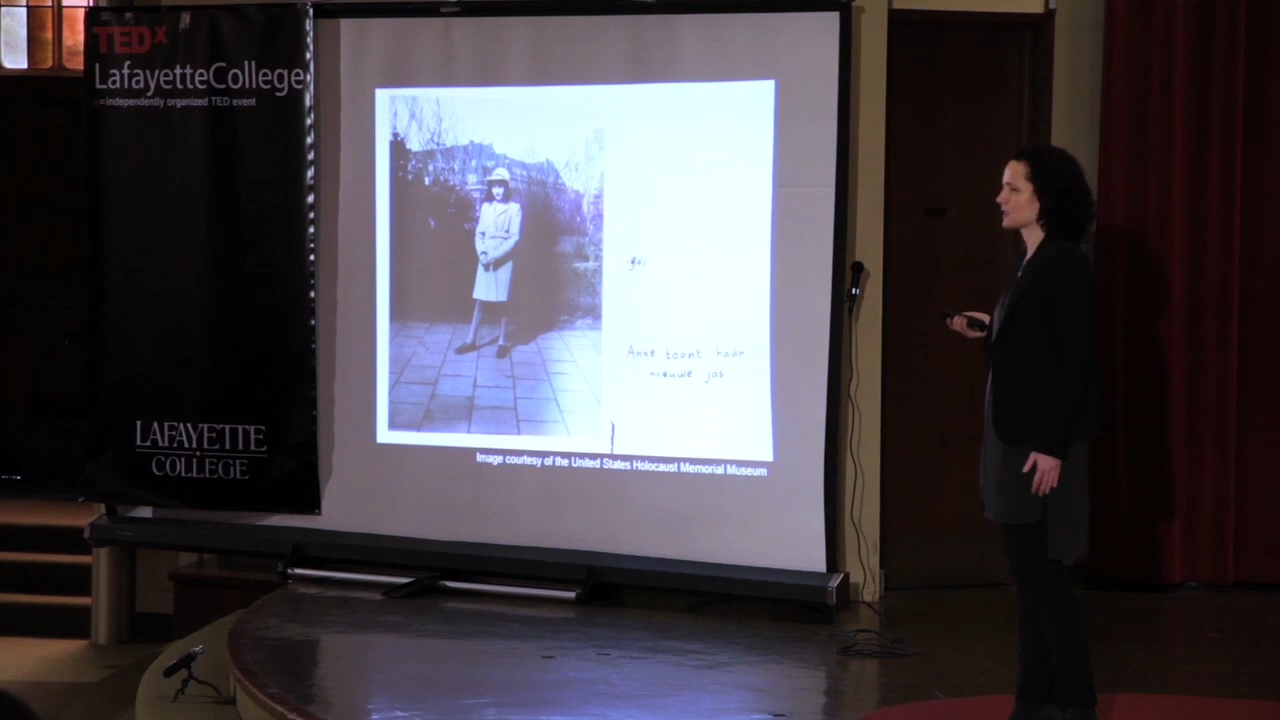 TEDx
LafayetteCollege
independently organized TED event
LAFAYETTE
COLLEGE
Anne toont haar
nieuwe jas
Image courtesy of the United States Holocaust Memorial Museum